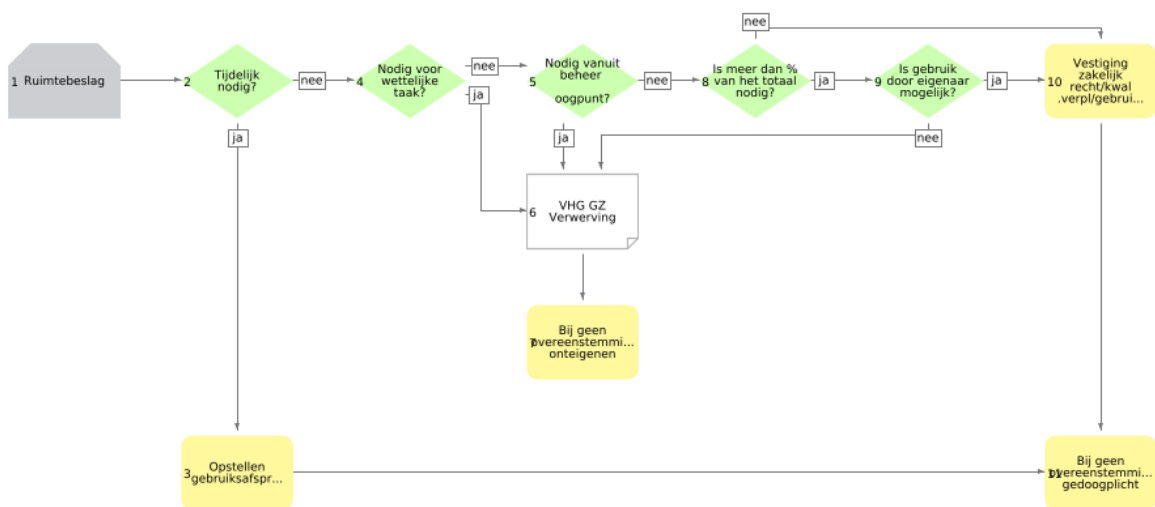 nee
1 Ruimtebeslag
2 Tijdelijk
nodig?
nee
4 Nodig voor
wettelijke
taak?
nee
ja
5 Nodig vanuit
beheer
oogpunt?
nee
8 Is meer dan %
van het totaal
nodig?
ja
9 Is gebruik
door eigenaar
mogelijk?
ja
10 Vestiging
zakelijk
recht/kwal
.verpl/gebrui...
ja
ja
nee
6 VHG GZ
Verwerving
7 Bij geen
overeenstemmi...
onteigenen
3 Opstellen
gebruiksafspr...
11 Bij geen
overeenstemmi...
gedoogplicht